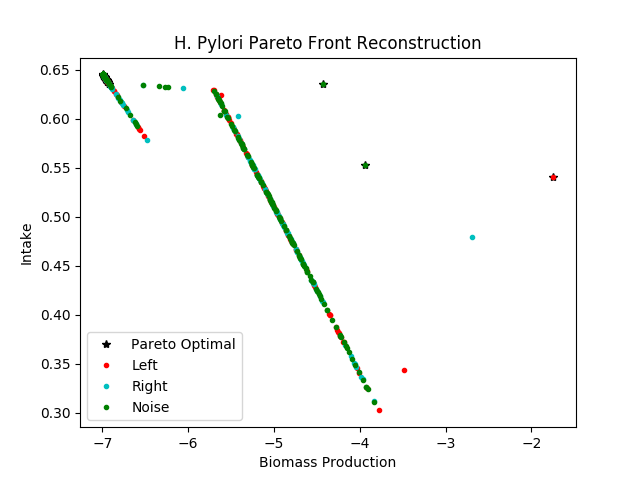 H. Pylori Pareto Front Reconstruction
Intake
0.65
0.60
0.55
0.50
0.45
0.40
0.35
0.30
Pareto Optimal
Left
Right
Noise
−7
−6
−5
−4
−3
−2
Biomass Production